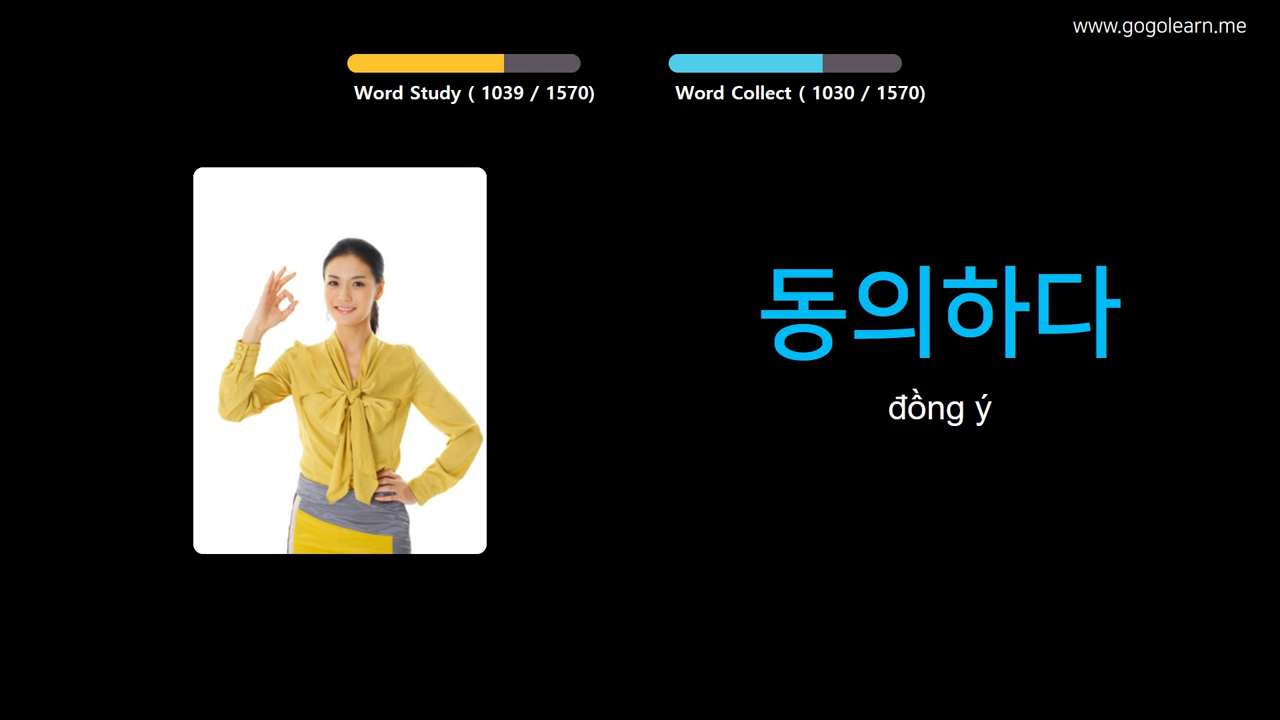 www.gogolearn.me
Word Study ( 1039 / 1570)
Word Collect ( 1030 / 1570)
동의하다
đồng ý